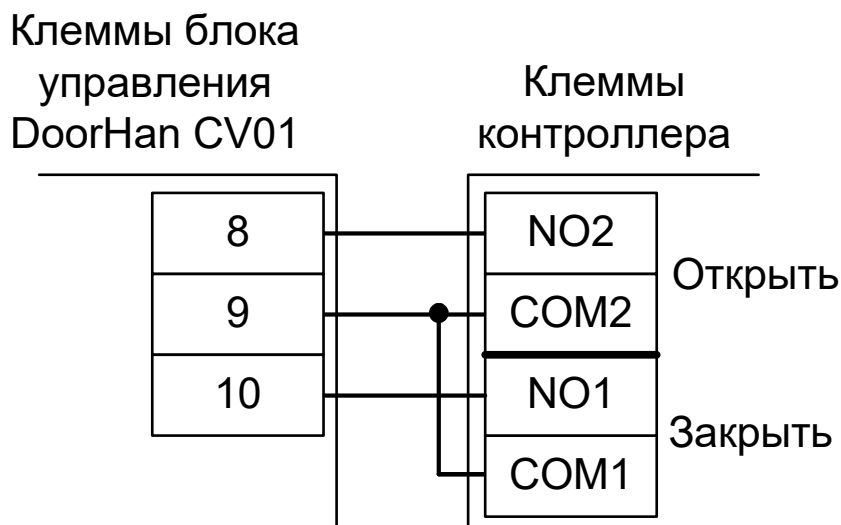 Клеммы блока
управления
DoorHan CV01
Клеммы
контроллера
8
NO2
Открыть
9
COM2
10
NO1
Закрыть
COM1